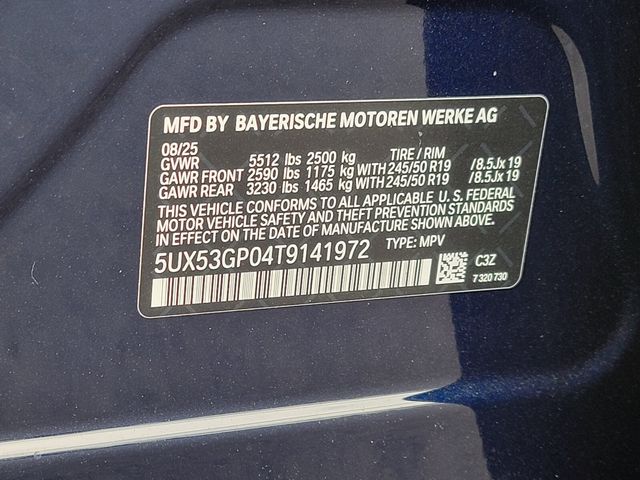 MFD BY BAYERISCHE MOTOREN WERKE AG
08/25 TIRE / RIM
GVWR 5512 lbs 2500 kg
GAWR FRONT 2590 lbs 1175 kg WITH 245/50 R19 /8.5Jx19
GAWR REAR 3230 lbs 1465 kg WITH 245/50 R19 /8.5Jx19
THIS VEHICLE CONFORMS TO ALL APPLICABLE U. S. FEDERAL
MOTOR VEHICLE SAFETY AND THEFT PREVENTION STANDARDS
IN EFFECT ON THE DATE OF MANUFACTURE SHOWN ABOVE.
5UX53GP04T9141972 TYPE: MPV
C3Z
7 320 730